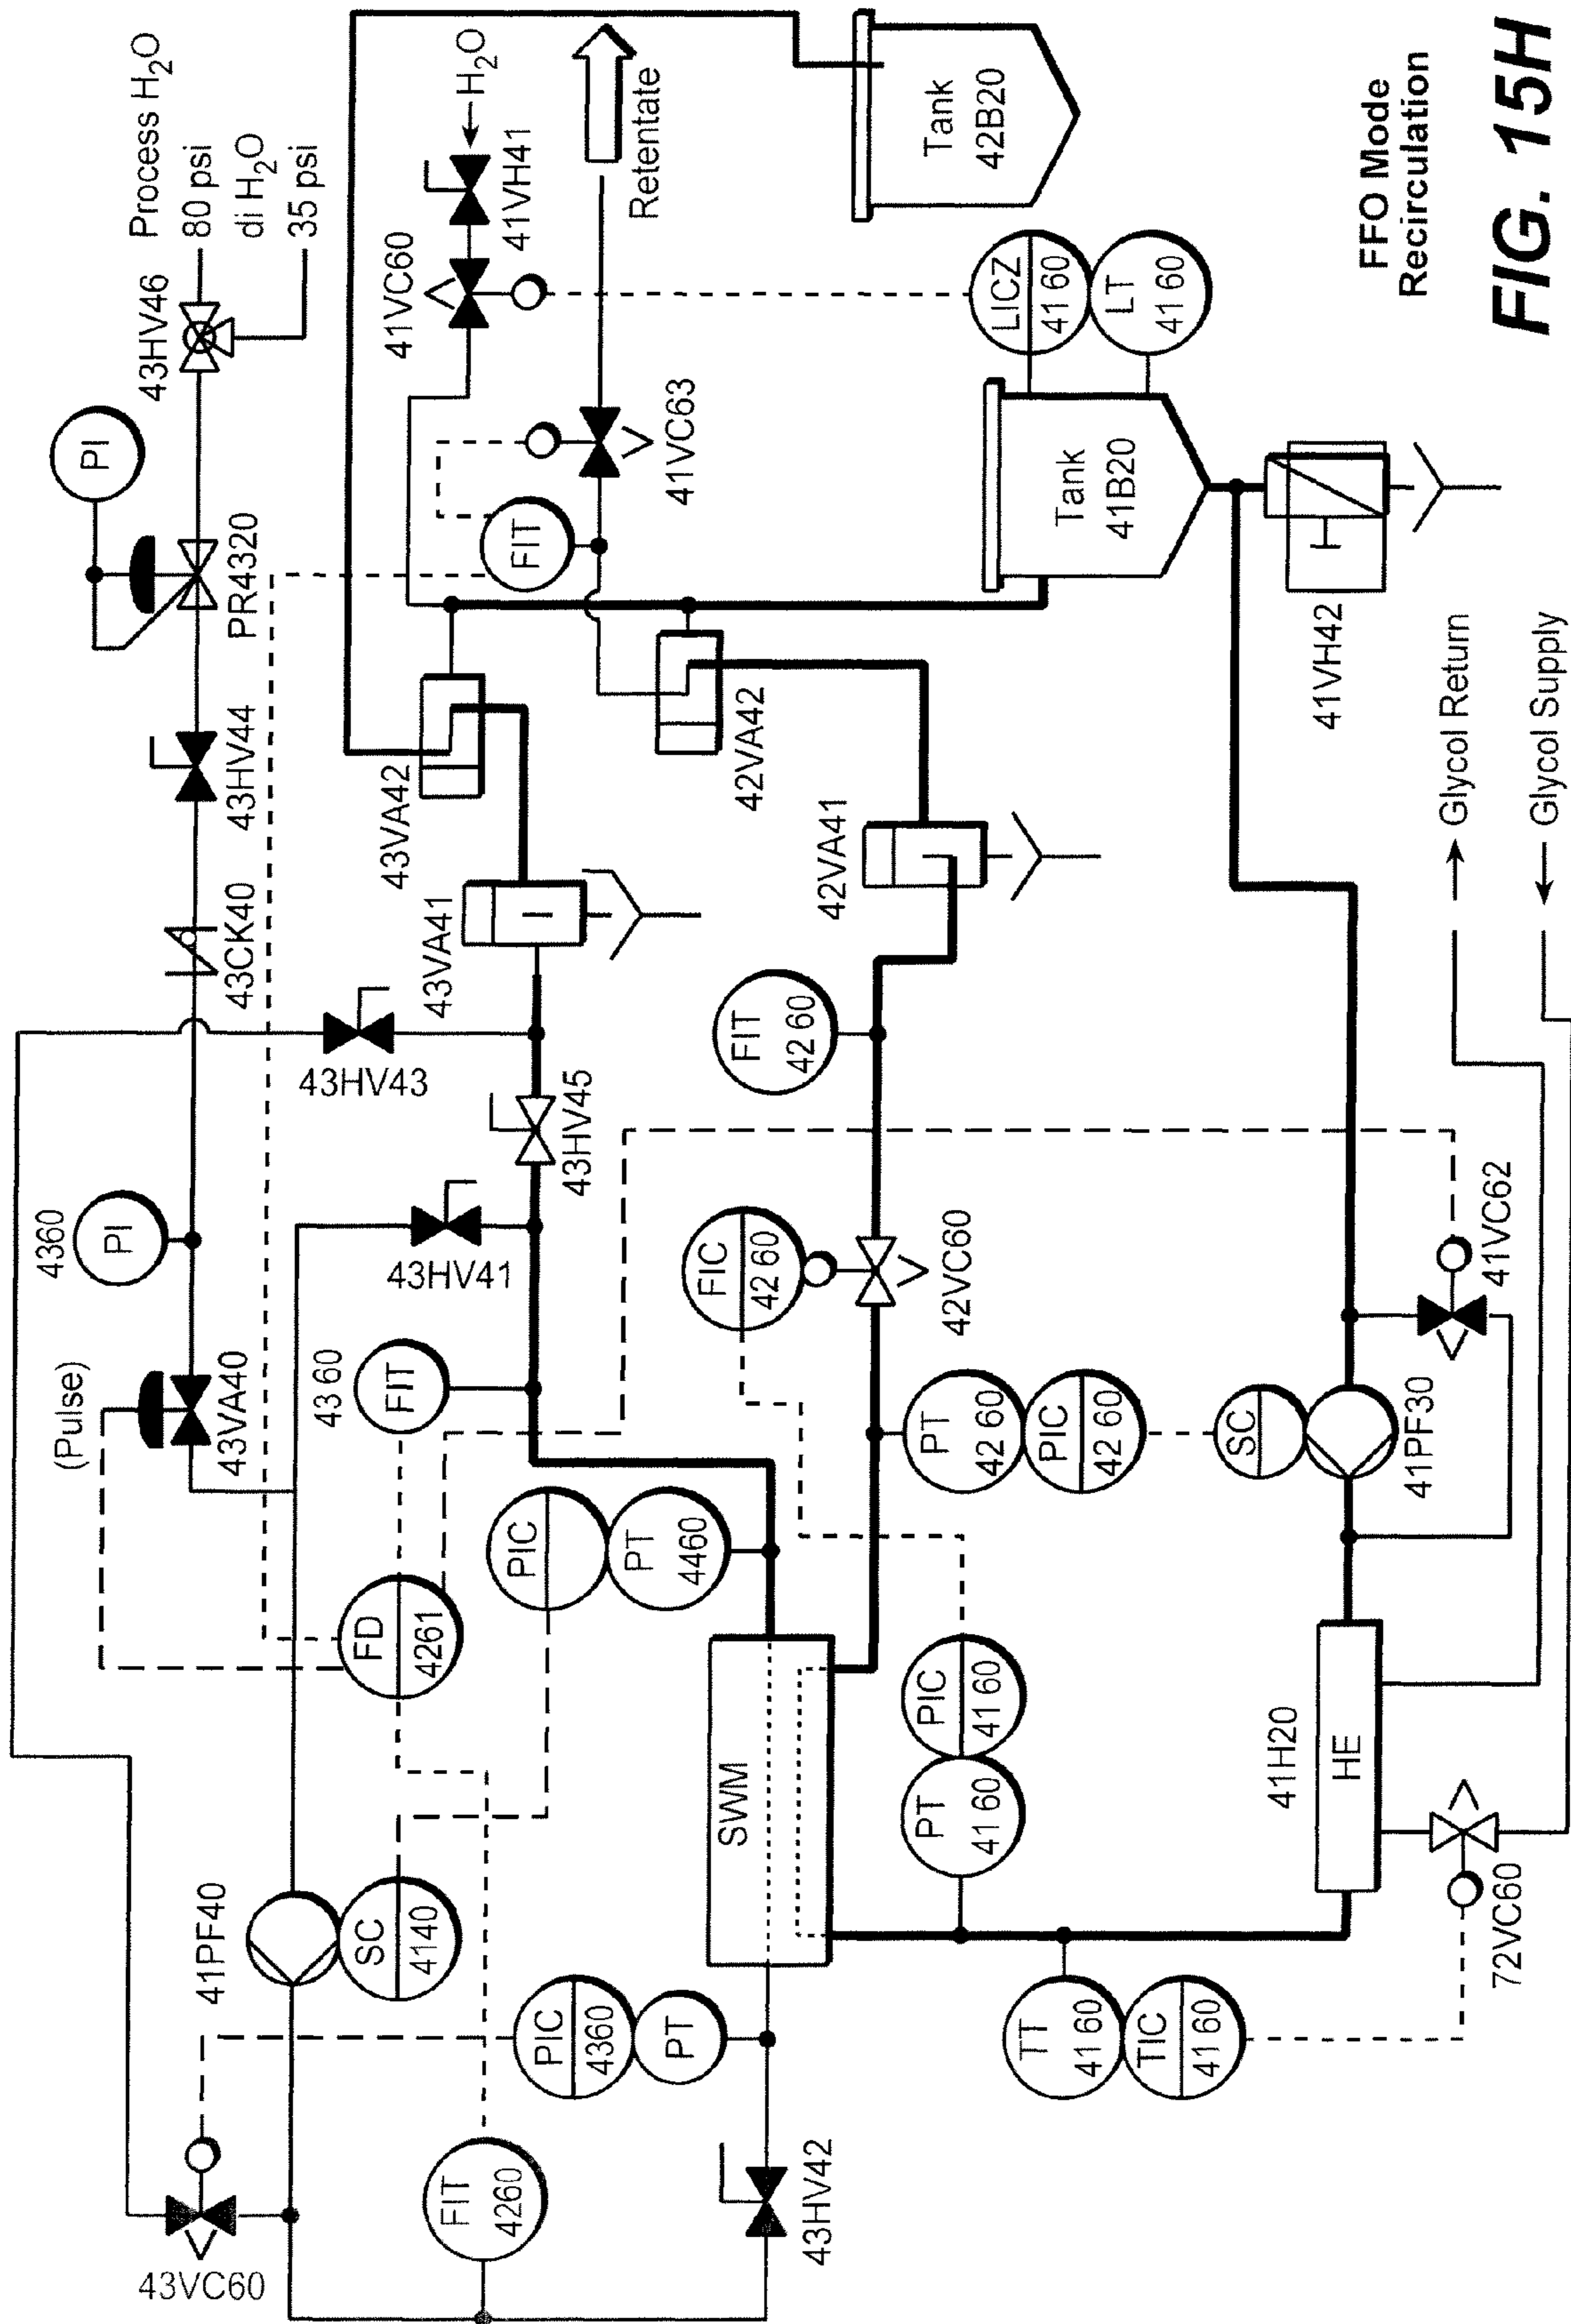 Process H₂O
80 psi
di H₂O
35 psi
43HV46
PI
PR4320
43HV44
43CK40
4360
PI
(Pulse)
43VA40
41PF40
SC
4140
43VC60
H₂O
41VH41
41VC60
Retentate
41VC63
FIT
43VA42
42VA42
43VA41
43HV43
43HV45
43HV41
43 60
FIT
FD
4261
PIC
PT
4460
PIC
4360
PT
FIT
4260
43HV42
SWM
Tank
42B20
LICZ
41 60
LT
41 60
Tank
41B20
41VH42
42VA41
FIT
42 60
FIC
42 60
42VC60
PT
42 60
PIC
42 60
SC
41PF30
41VC62
PIC
41 60
PT
41 60
TT
41 60
TIC
41 60
41H20
HE
72VC60
Glycol Return
Glycol Supply
FFO Mode
Recirculation
FIG. 15H